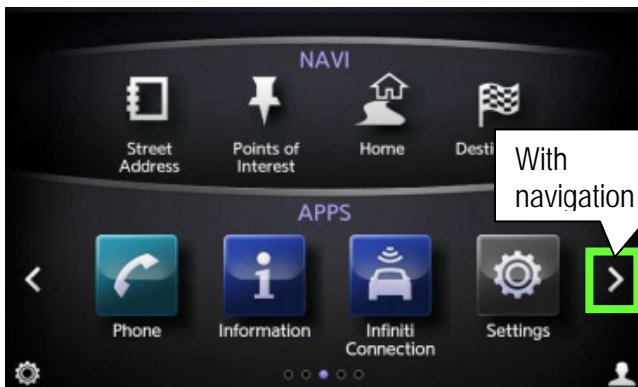 NAVI
Street
Address
Points of
Interest
Home
With
navigation
APPS
Phone
Information
Infiniti
Connection
Settings